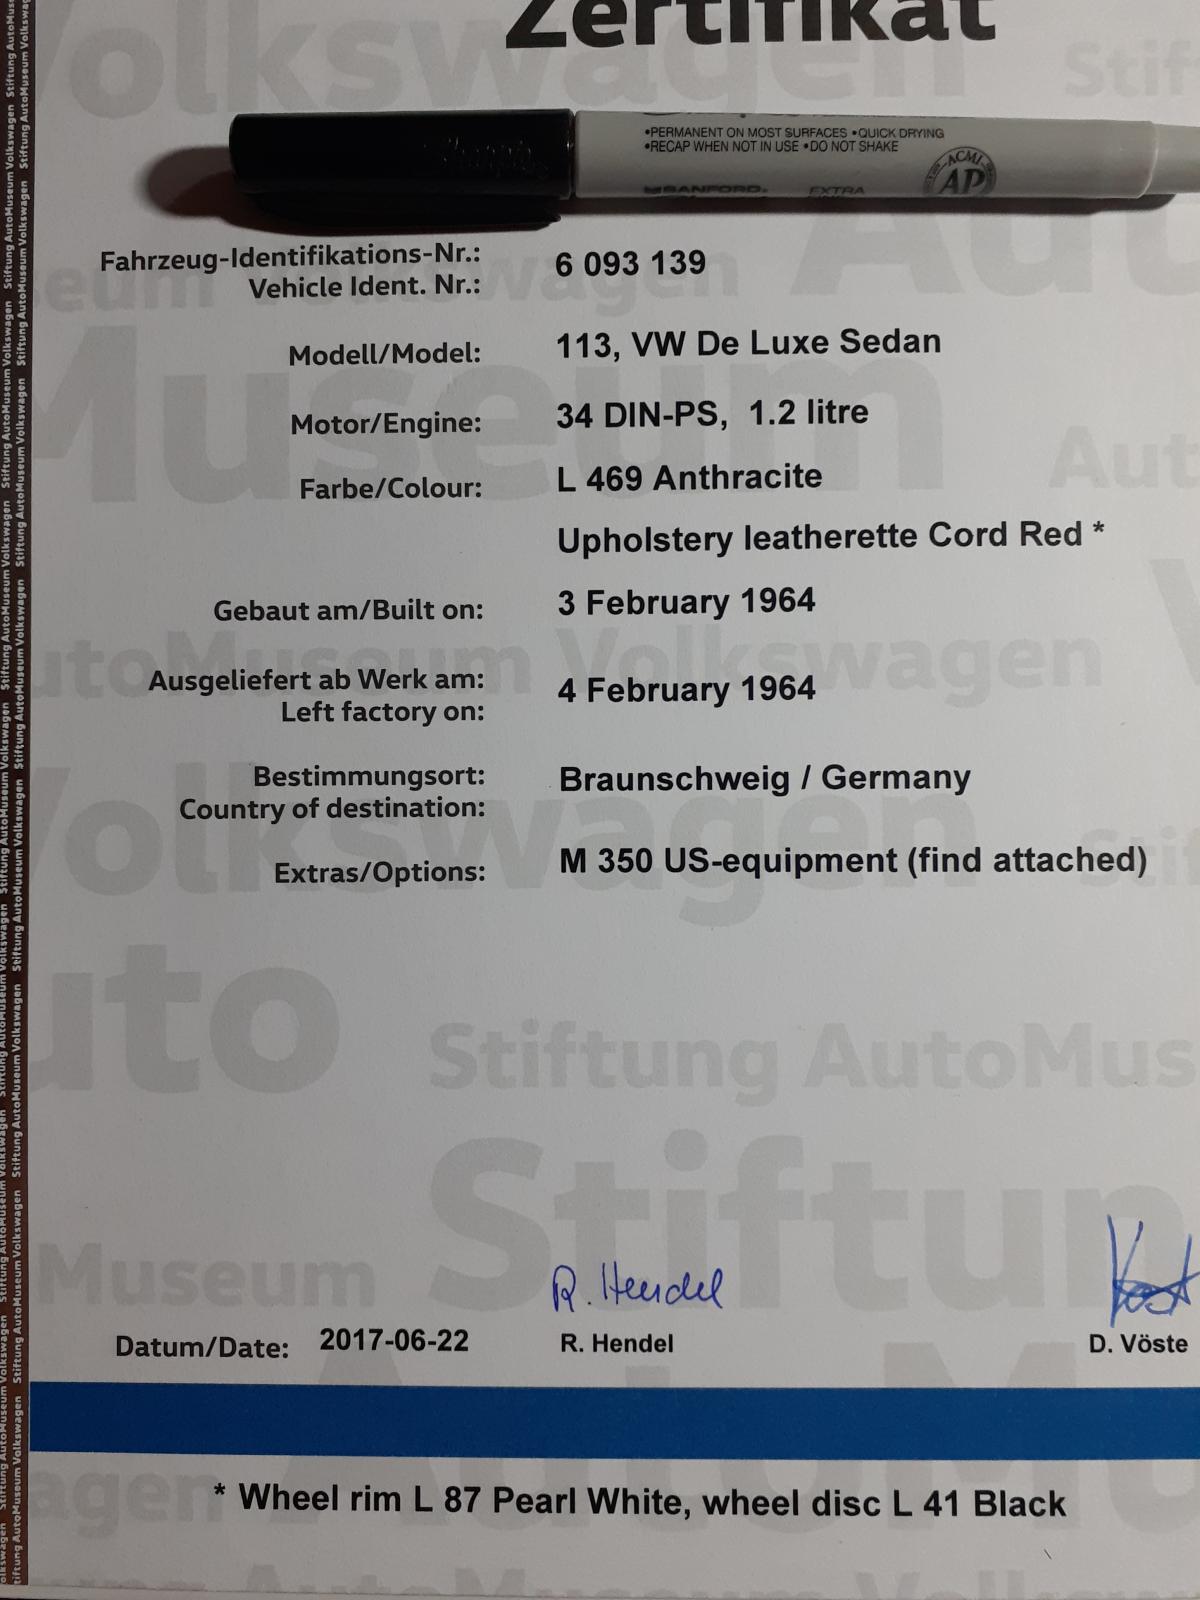 Zertifikat
•PERMANENT ON MOST SURFACES •QUICK DRYING
•RECAP WHEN NOT IN USE •DO NOT SHAKE
SANFORD®
EXTRA
ACMI
AP
Sharpie
Fahrzeug-Identifikations-Nr.: 6 093 139
Vehicle Ident. Nr.:
Modell/Model: 113, VW De Luxe Sedan
Motor/Engine: 34 DIN-PS, 1.2 litre
Farbe/Colour: L 469 Anthracite
Upholstery leatherette Cord Red *
Gebaut am/Built on: 3 February 1964
Ausgeliefert ab Werk am: 4 February 1964
Left factory on:
Bestimmungsort: Braunschweig / Germany
Country of destination:
Extras/Options: M 350 US-equipment (find attached)
R. Hendel
Datum/Date: 2017-06-22 R. Hendel D. Vöste
* Wheel rim L 87 Pearl White, wheel disc L 41 Black
Stiftung AutoMuseum Volkswagen